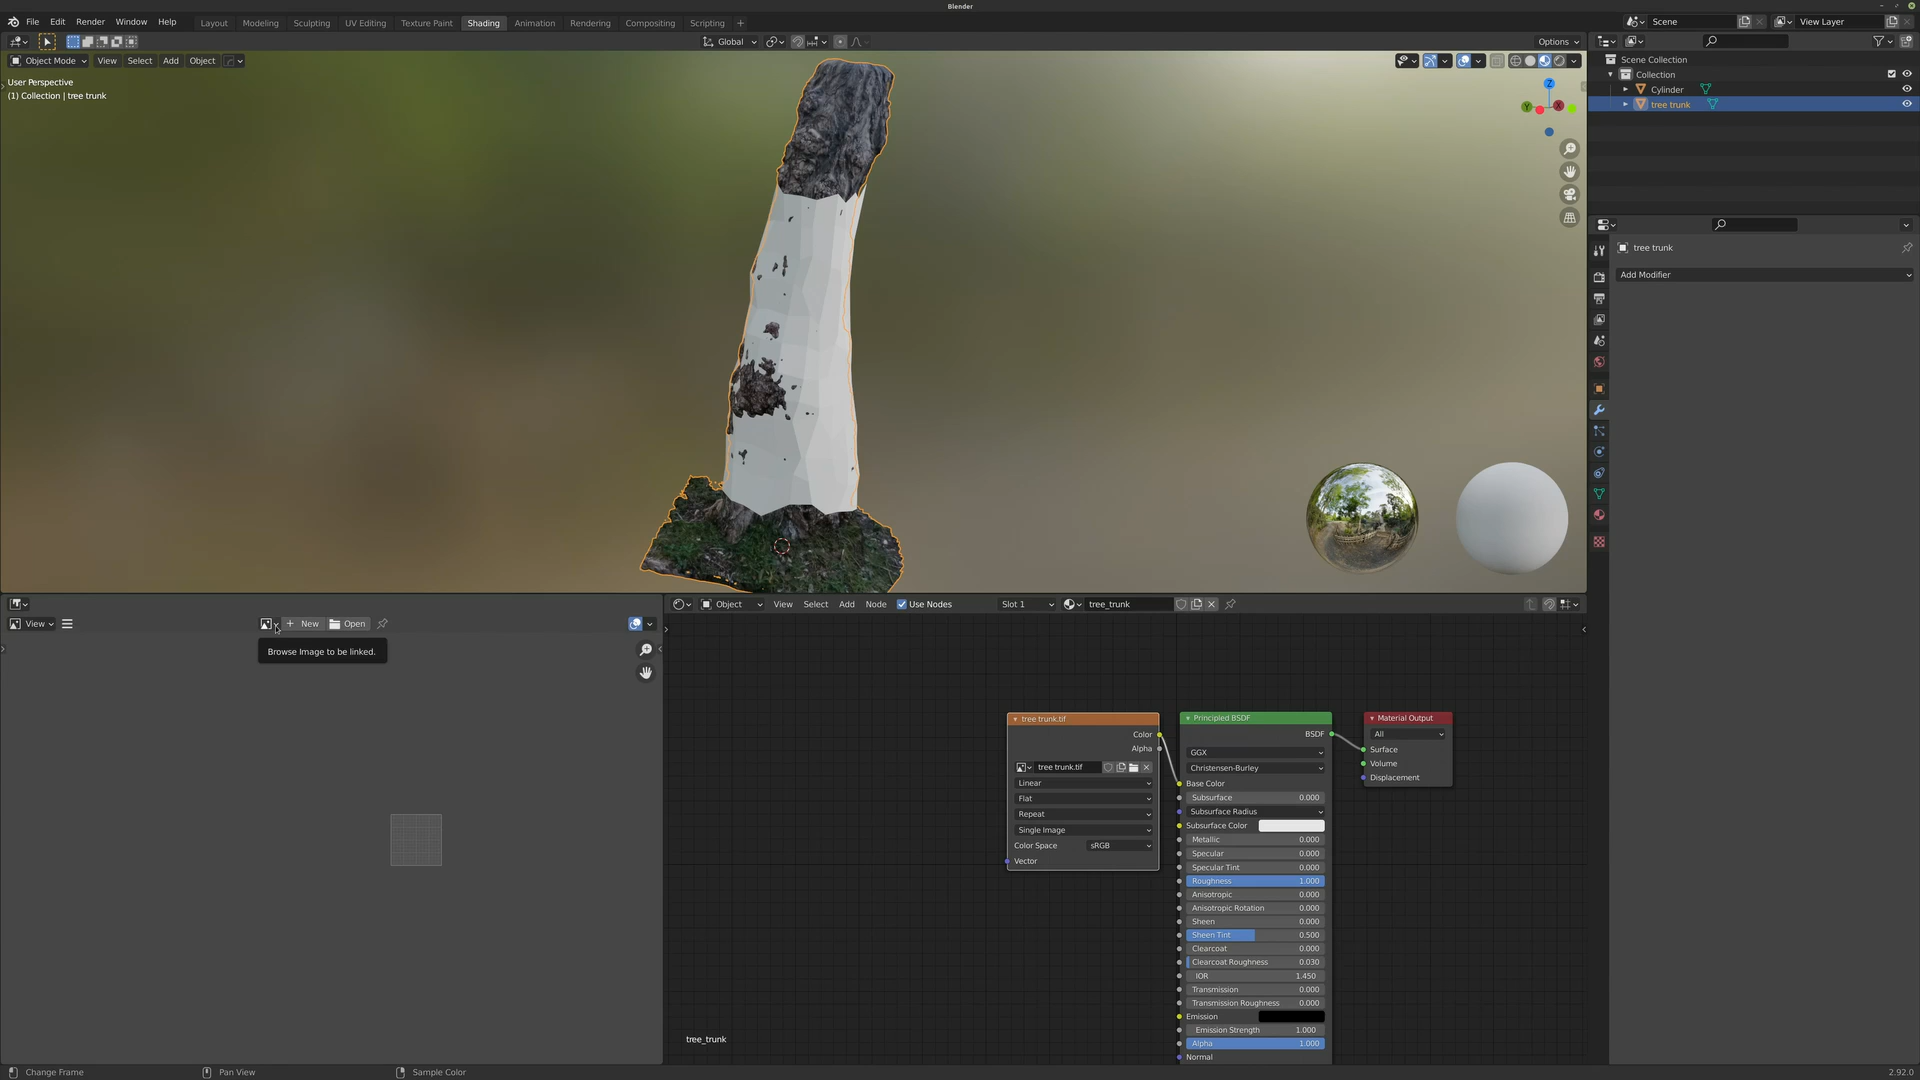 Blender
File Edit Render Window Help
Layout Modeling Sculpting UV Editing Texture Paint Shading Animation Rendering Compositing Scripting +
Scene
View Layer
Global
Options
Object Mode View Select Add Object
User Perspective
(1) Collection | tree trunk
Z
Y
X
Scene Collection
Collection
Cylinder
tree trunk
tree trunk
Add Modifier
View
New
Open
Browse Image to be linked.
Object View Select Add Node Use Nodes
Slot 1
tree_trunk
tree trunk.tif
Color
Alpha
tree trunk.tif
Linear
Flat
Repeat
Single Image
Color Space sRGB
Vector
Principled BSDF
BSDF
GGX
Christensen-Burley
Base Color
Subsurface 0.000
Subsurface Radius
Subsurface Color
Metallic 0.000
Specular 0.000
Specular Tint 0.000
Roughness 1.000
Anisotropic 0.000
Anisotropic Rotation 0.000
Sheen 0.000
Sheen Tint 0.500
Clearcoat 0.000
Clearcoat Roughness 0.030
IOR 1.450
Transmission 0.000
Transmission Roughness 0.000
Emission
Emission Strength 1.000
Alpha 1.000
Normal
Material Output
All
Surface
Volume
Displacement
tree_trunk
Change Frame
Pan View
Sample Color
2.92.0